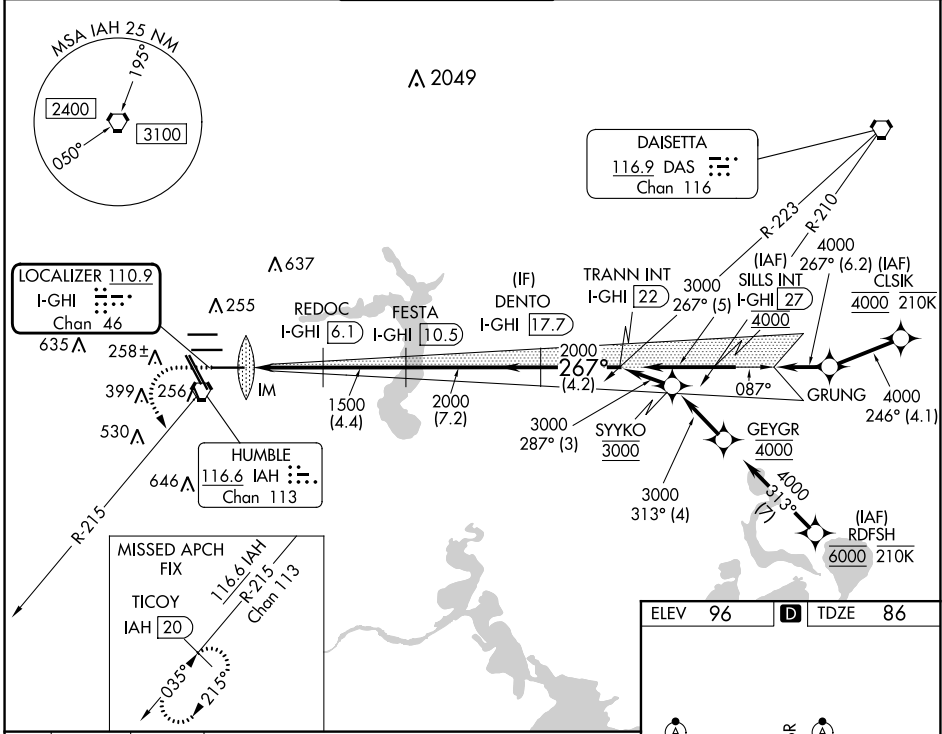 MSA IAH 25 NM
195°
2400
3100
050°
2049
DAISETTA
116.9 DAS
Chan 116
R-223
R-210
LOCALIZER 110.9
I-GHI
Chan 46
637
255
635
258±
399
256
530
646
IM
REDOC
I-GHI 6.1
FESTA
I-GHI 10.5
(IF)
DENTO
I-GHI 17.7
TRANN INT
I-GHI 22
3000
267° (5)
(IAF)
SILLS INT
I-GHI 27
4000
4000
267° (6.2)
(IAF)
CLSIK
4000 210K
2000
267°
(4.2)
087°
GRUNG
4000
246° (4.1)
1500
(4.4)
2000
(7.2)
3000
287° (3)
SYYKO
3000
GEYGR
4000
3000
313° (4)
4000
313°
(7)
(IAF)
RDFSH
6000 210K
HUMBLE
116.6 IAH
Chan 113
R-215
MISSED APCH
FIX
TICOY
IAH 20
116.6 IAH
R-215
Chan 113
035°
215°
ELEV 96
D
TDZE 86
A
A